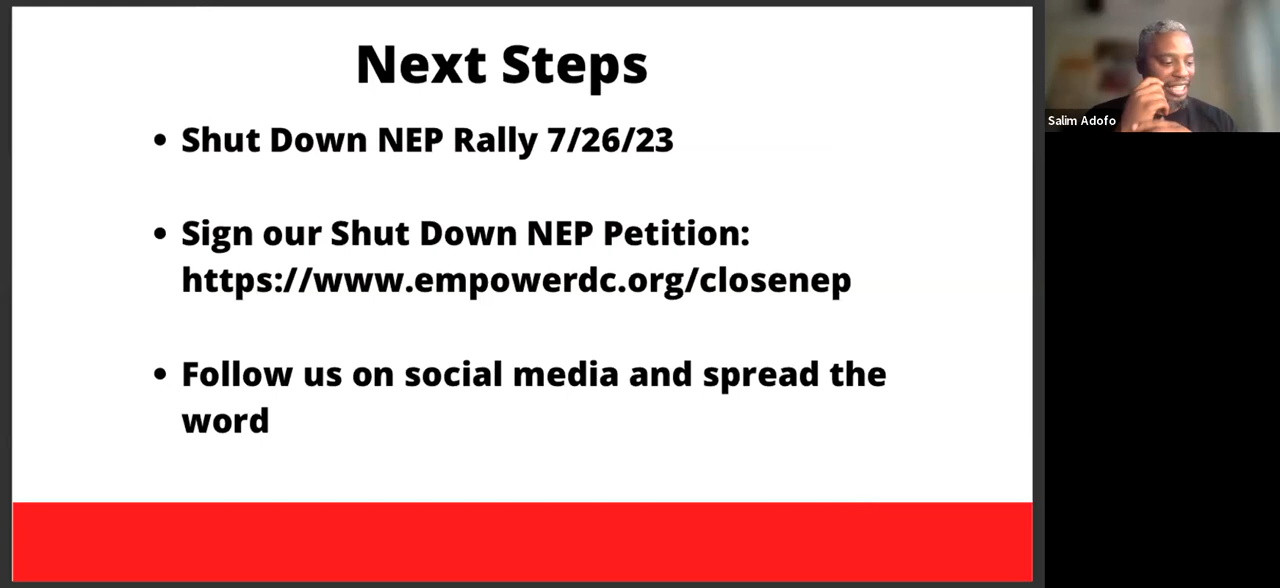 Next Steps
• Shut Down NEP Rally 7/26/23
• Sign our Shut Down NEP Petition:
https://www.empowerdc.org/closenep
• Follow us on social media and spread the
word
Salim Adofo